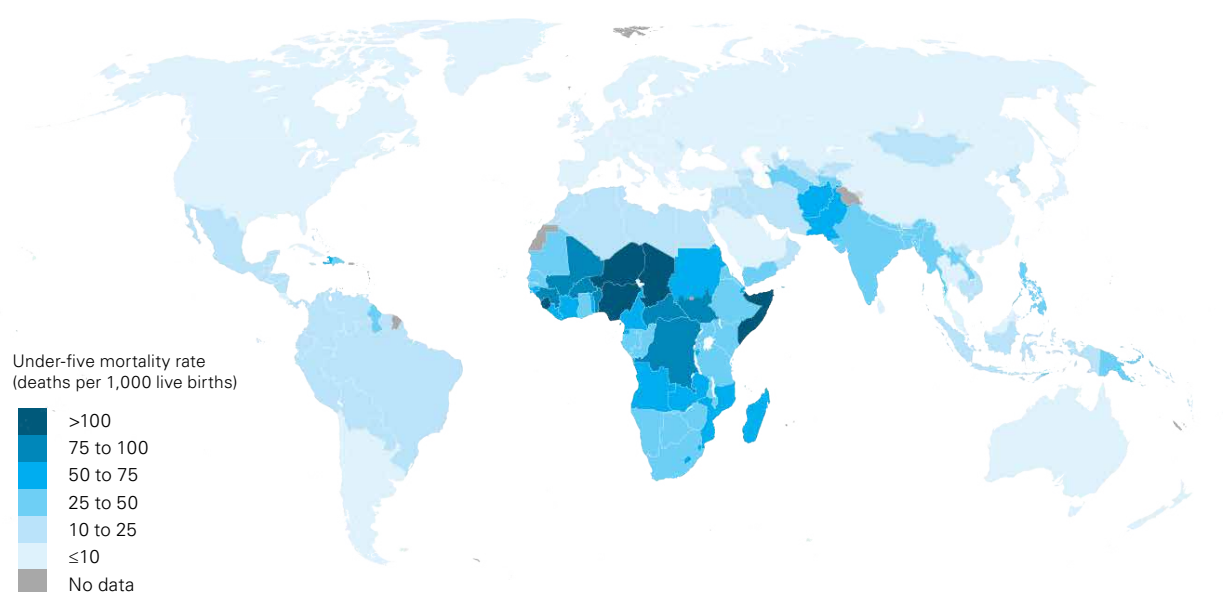 Under-five mortality rate
(deaths per 1,000 live births)
>100
75 to 100
50 to 75
25 to 50
10 to 25
≤10
No data